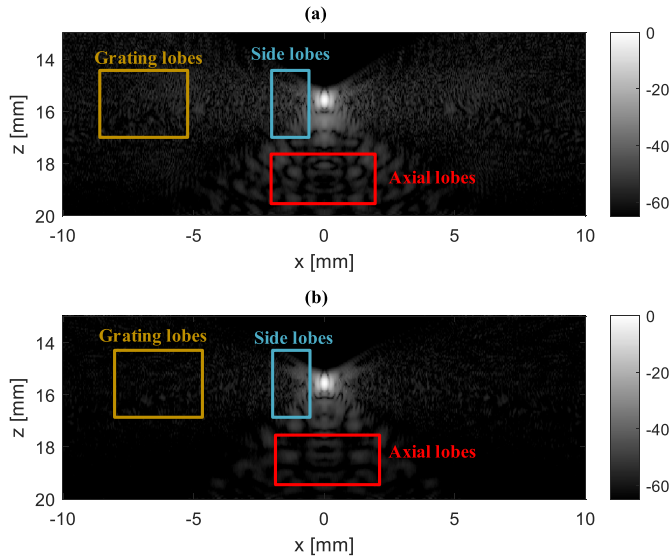 (a)
Grating lobes
Side lobes
Axial lobes
14
16
18
20
z [mm]
-10
-5
0
5
10
x [mm]
0
-20
-40
-60
(b)
Grating lobes
Side lobes
Axial lobes
14
16
18
20
z [mm]
-10
-5
0
5
10
x [mm]
0
-20
-40
-60